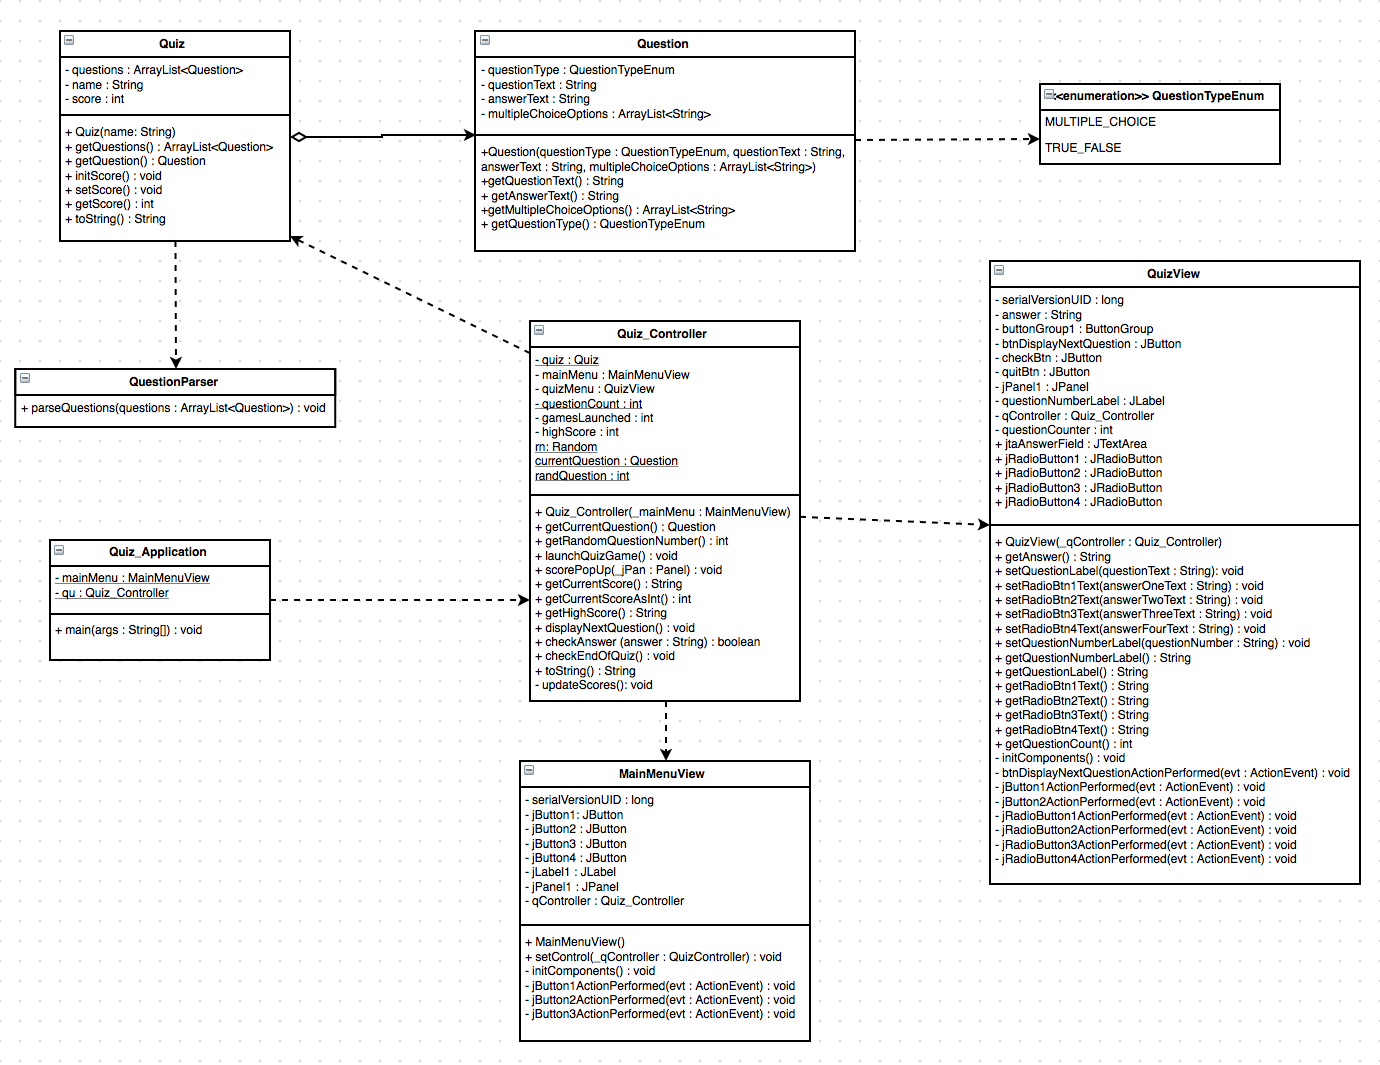 Quiz
- questions : ArrayList<Question>
- name : String
- score : int
+ Quiz(name: String)
+ getQuestions() : ArrayList<Question>
+ getQuestion() : Question
+ initScore() : void
+ setScore() : void
+ getScore() : int
+ toString() : String
Question
- questionType : QuestionTypeEnum
- questionText : String
- answerText : String
- multipleChoiceOptions : ArrayList<String>
+Question(questionType : QuestionTypeEnum, questionText : String,
answerText : String, multipleChoiceOptions : ArrayList<String>)
+getQuestionText() : String
+ getAnswerText() : String
+getMultipleChoiceOptions() : ArrayList<String>
+ getQuestionType() : QuestionTypeEnum
<<enumeration>> QuestionTypeEnum
MULTIPLE_CHOICE
TRUE_FALSE
QuestionParser
+ parseQuestions(questions : ArrayList<Question>) : void
Quiz_Controller
- quiz : Quiz
- mainMenu : MainMenuView
- quizMenu : QuizView
- questionCount : int
- gamesLaunched : int
- highScore : int
rn: Random
currentQuestion : Question
randQuestion : int
+ Quiz_Controller(_mainMenu : MainMenuView)
+ getCurrentQuestion() : Question
+ getRandomQuestionNumber() : int
+ launchQuizGame() : void
+ scorePopUp(_jPan : Panel) : void
+ getCurrentScore() : String
+ getCurrentScoreAsInt() : int
+ getHighScore() : String
+ displayNextQuestion() : void
+ checkAnswer (answer : String) : boolean
+ checkEndOfQuiz() : void
+ toString() : String
- updateScores(): void
QuizView
- serialVersionUID : long
- answer : String
- buttonGroup1 : ButtonGroup
- btnDisplayNextQuestion : JButton
- checkBtn : JButton
- quitBtn : JButton
- jPanel1 : JPanel
- questionNumberLabel : JLabel
- qController : Quiz_Controller
- questionCounter : int
+ jtaAnswerField : JTextArea
+ jRadioButton1 : JRadioButton
+ jRadioButton2 : JRadioButton
+ jRadioButton3 : JRadioButton
+ jRadioButton4 : JRadioButton
+ QuizView(_qController : Quiz_Controller)
+ getAnswer() : String
+ setQuestionLabel(questionText : String): void
+ setRadioBtn1Text(answerOneText : String) : void
+ setRadioBtn2Text(answerTwoText : String) : void
+ setRadioBtn3Text(answerThreeText : String) : void
+ setRadioBtn4Text(answerFourText : String) : void
+ setQuestionNumberLabel(questionNumber : String) : void
+ getQuestionNumberLabel() : String
+ getQuestionLabel() : String
+ getRadioBtn1Text() : String
+ getRadioBtn2Text() : String
+ getRadioBtn3Text() : String
+ getRadioBtn4Text() : String
+ getQuestionCount() : int
- initComponents() : void
- btnDisplayNextQuestionActionPerformed(evt : ActionEvent) : void
- jButton1ActionPerformed(evt : ActionEvent) : void
- jButton2ActionPerformed(evt : ActionEvent) : void
- jRadioButton1ActionPerformed(evt : ActionEvent) : void
- jRadioButton2ActionPerformed(evt : ActionEvent) : void
- jRadioButton3ActionPerformed(evt : ActionEvent) : void
- jRadioButton4ActionPerformed(evt : ActionEvent) : void
Quiz_Application
- mainMenu : MainMenuView
- qu : Quiz_Controller
+ main(args : String[]) : void
MainMenuView
- serialVersionUID : long
- jButton1: JButton
- jButton2 : JButton
- jButton3 : JButton
- jButton4 : JButton
- jLabel1 : JLabel
- jPanel1 : JPanel
- qController : Quiz_Controller
+ MainMenuView()
+ setControl(_qController : QuizController) : void
- initComponents() : void
- jButton1ActionPerformed(evt : ActionEvent) : void
- jButton2ActionPerformed(evt : ActionEvent) : void
- jButton3ActionPerformed(evt : ActionEvent) : void